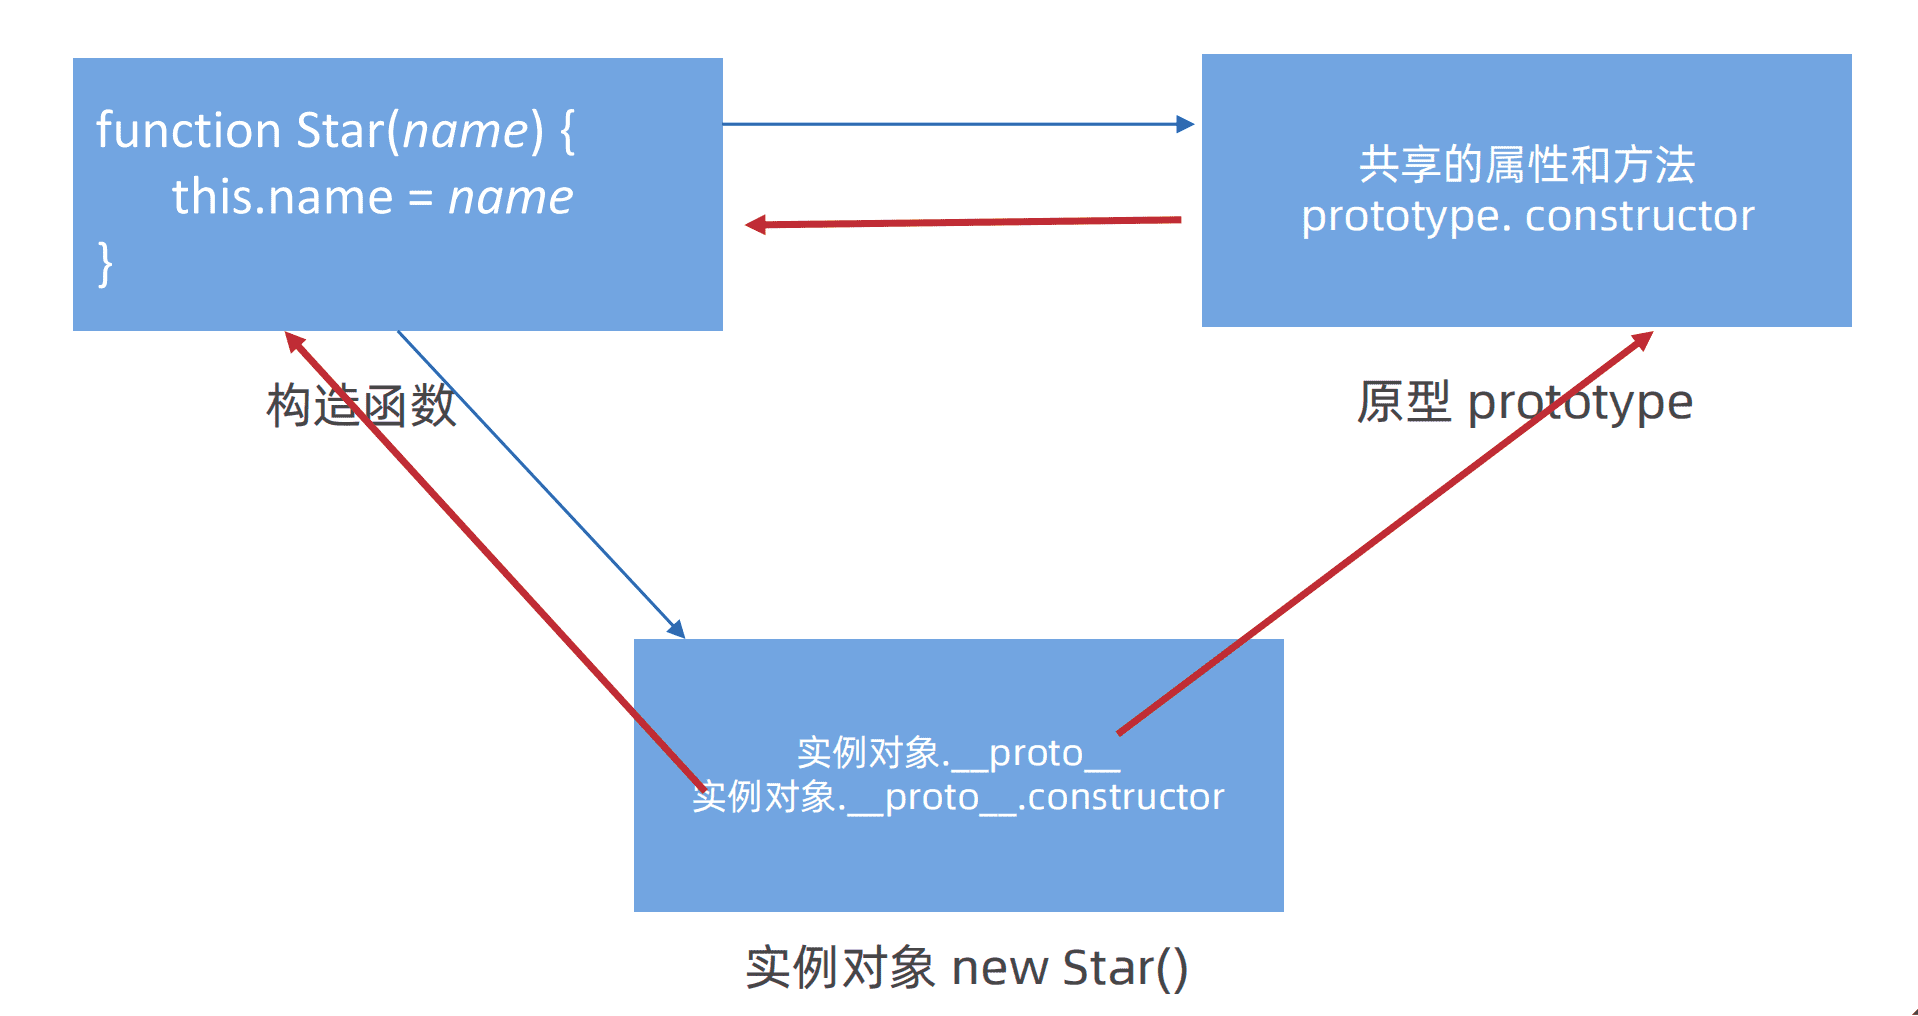 function Star(name) {
this.name = name
}
共享的属性和方法
prototype. constructor
构造函数
原型 prototype
实例对象.__proto__
实例对象.__proto__.constructor
实例对象 new Star()